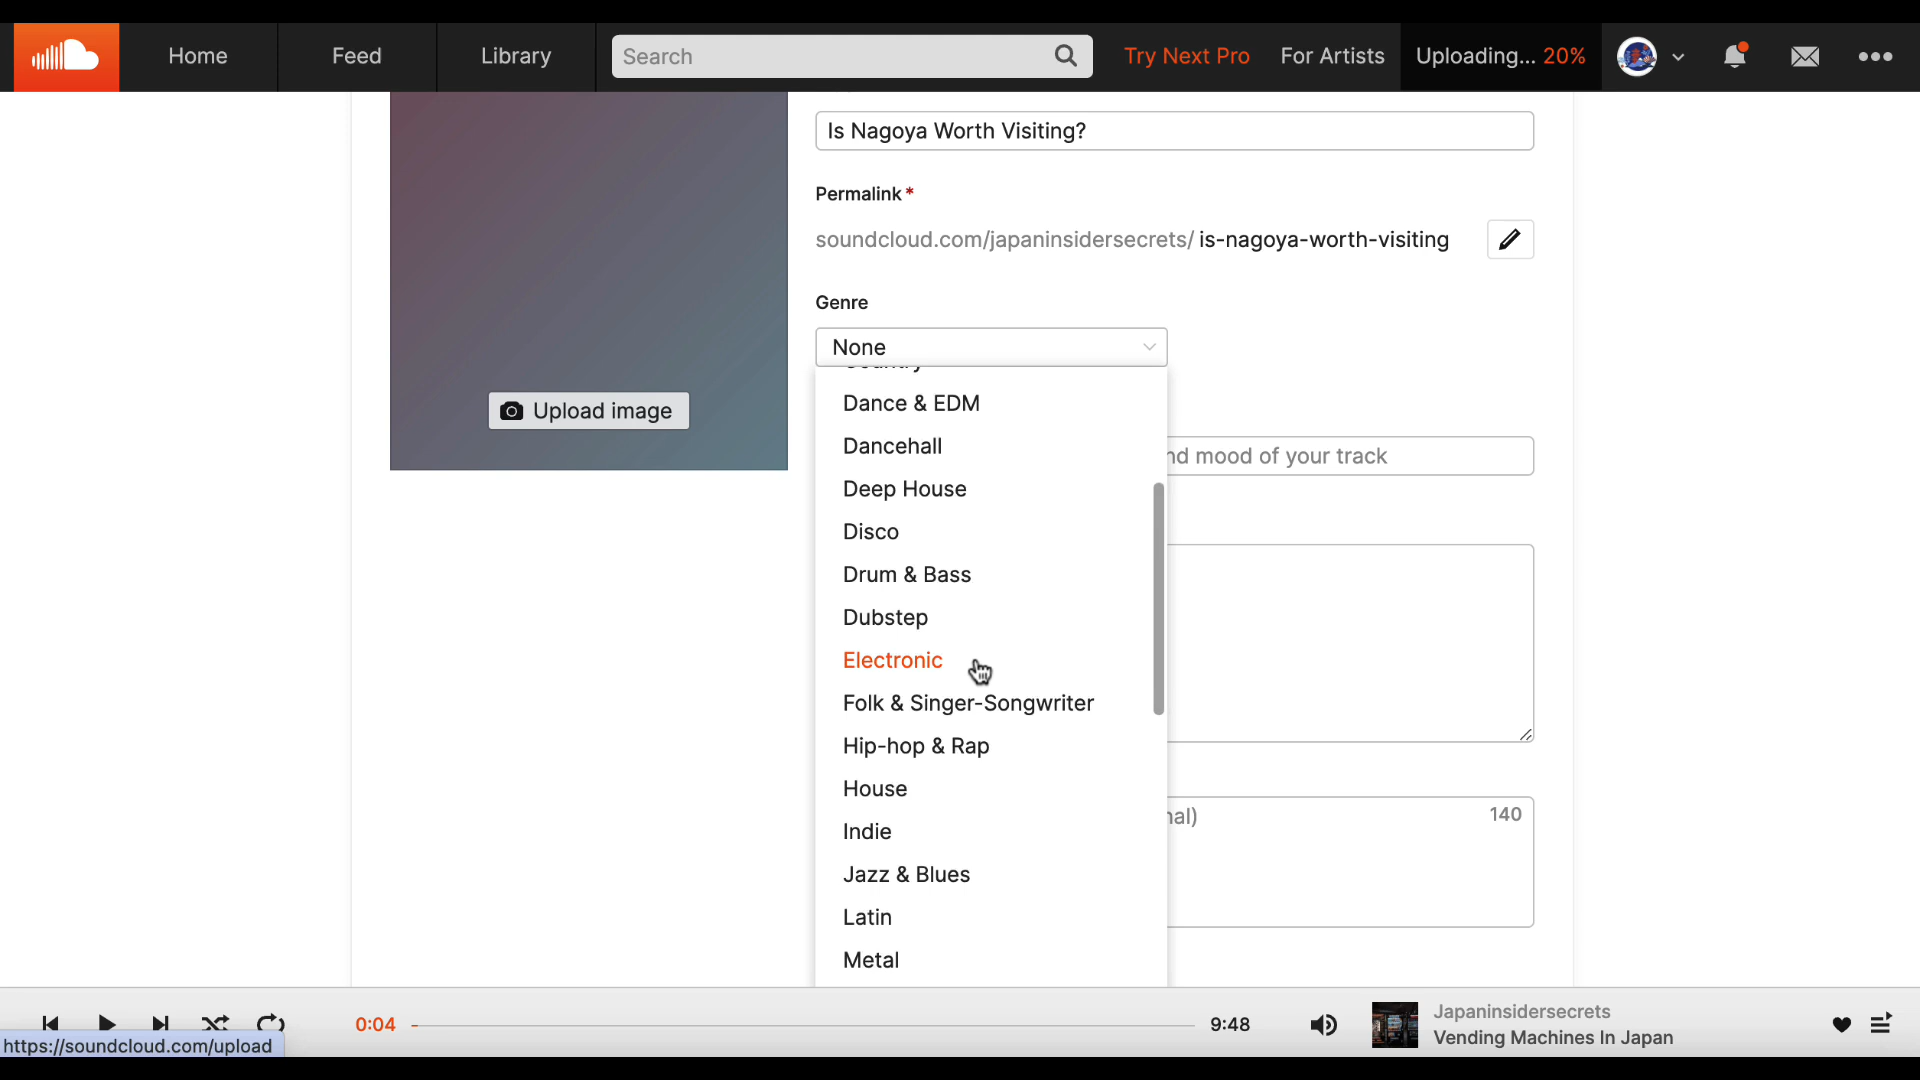 Home
Feed
Library
Search
Try Next Pro
For Artists
Uploading... 20%
Is Nagoya Worth Visiting?
Permalink *
soundcloud.com/japaninsidersecrets/ is-nagoya-worth-visiting
Genre
None
Upload image
Dance & EDM
Dancehall
nd mood of your track
Deep House
Disco
Drum & Bass
Dubstep
Electronic
Folk & Singer-Songwriter
Hip-hop & Rap
House
nal)
140
Indie
Jazz & Blues
Latin
Metal
0:04
9:48
Japaninsidersecrets
Vending Machines In Japan
https://soundcloud.com/upload